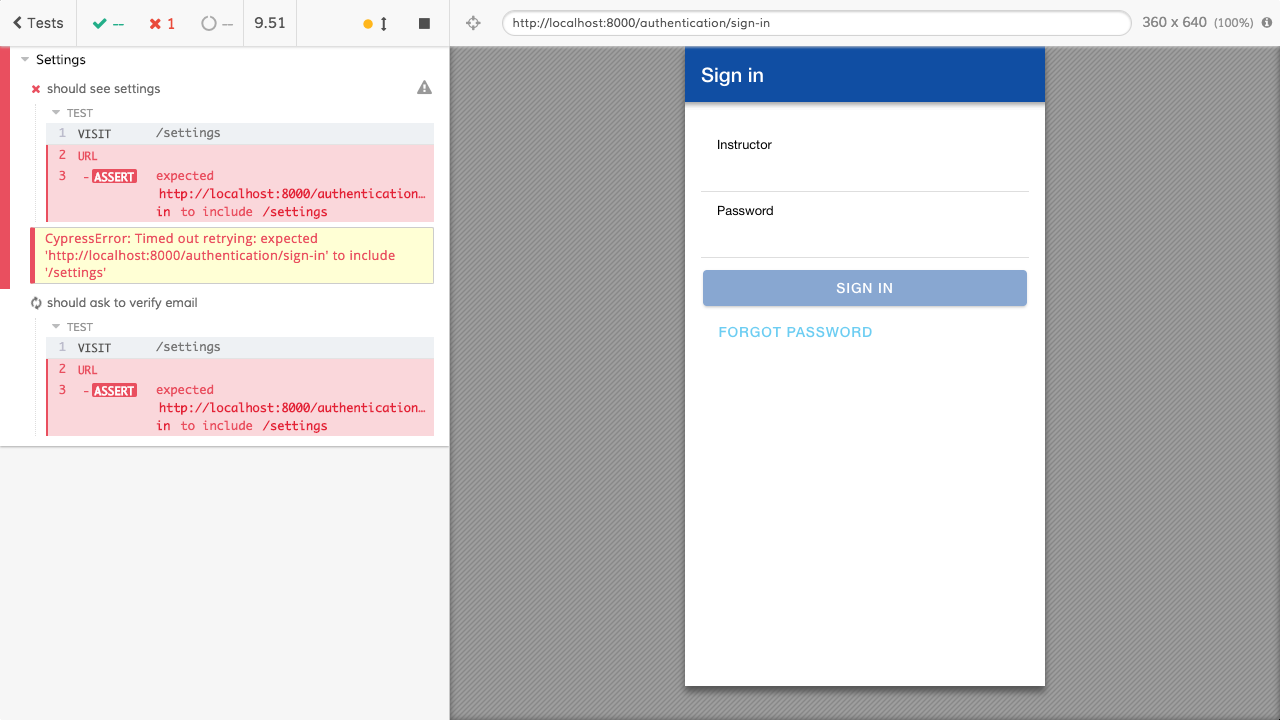 Tests
--
1
--
9.51
http://localhost:8000/authentication/sign-in
360 x 640 (100%)
Settings
should see settings
TEST
1 VISIT /settings
2 URL
3 - ASSERT expected
http://localhost:8000/authentication…
in to include /settings
CypressError: Timed out retrying: expected
'http://localhost:8000/authentication/sign-in' to include
'/settings'
should ask to verify email
TEST
1 VISIT /settings
2 URL
3 - ASSERT expected
http://localhost:8000/authentication…
in to include /settings
Sign in
Instructor
Password
SIGN IN
FORGOT PASSWORD